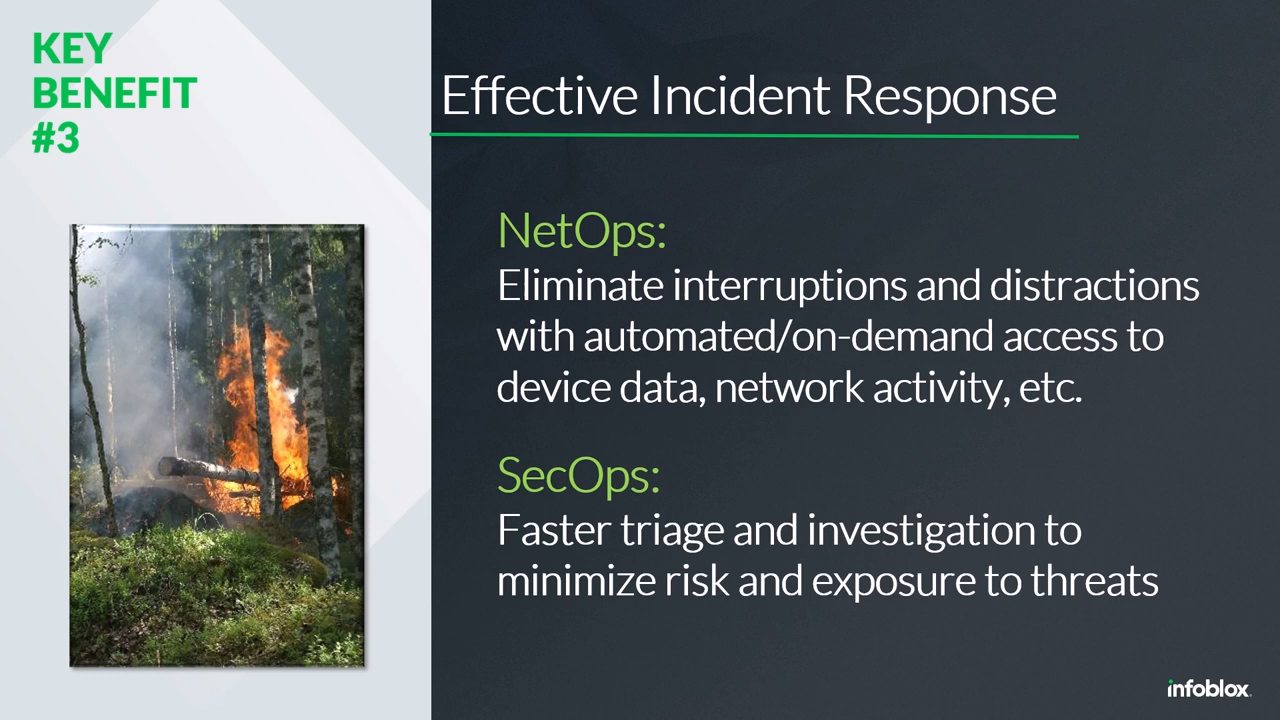 KEY
BENEFIT
#3
Effective Incident Response
NetOps:
Eliminate interruptions and distractions
with automated/on-demand access to
device data, network activity, etc.
SecOps:
Faster triage and investigation to
minimize risk and exposure to threats
infoblox.